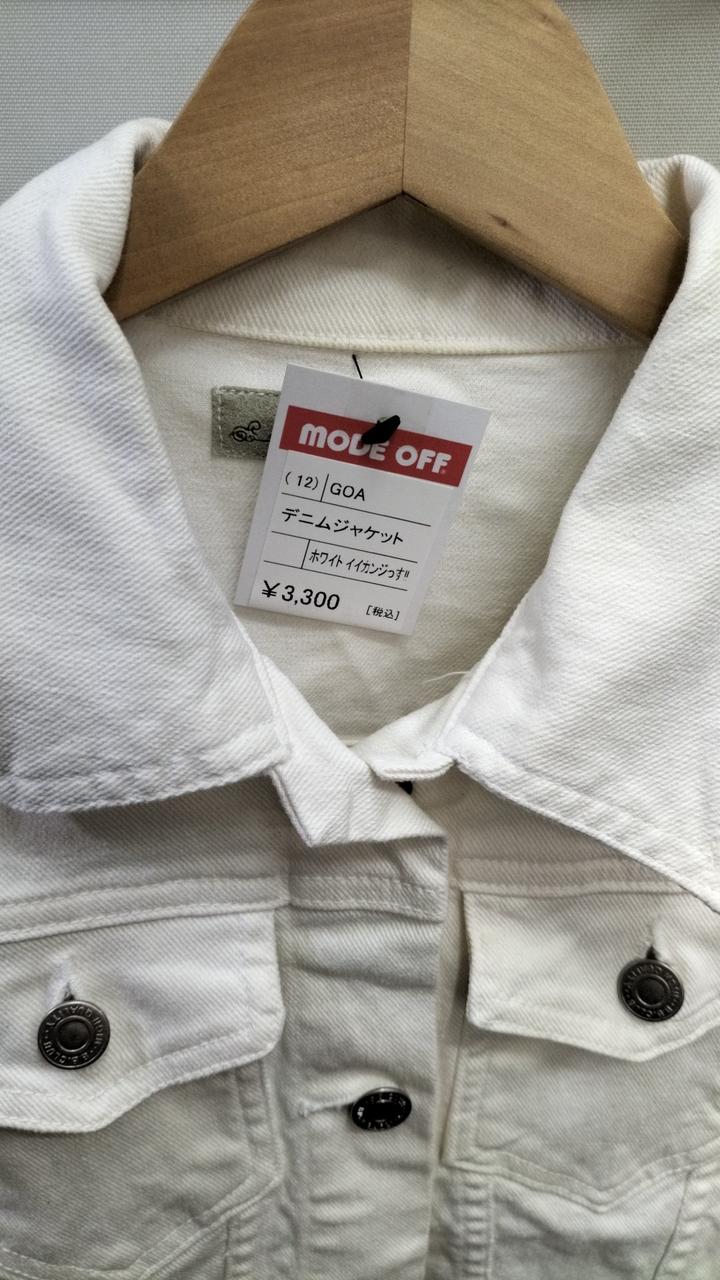 MODE OFF
(12) GOA
デニムジャケット
ホワイト イイカンジっす!!
¥3,300 [税込]